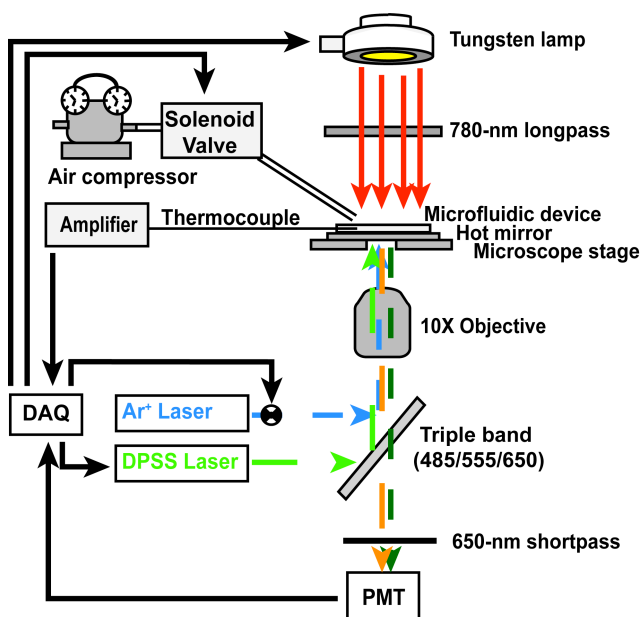 Tungsten lamp
Solenoid
Valve
780-nm longpass
Air compressor
Amplifier
Thermocouple
Microfluidic device
Hot mirror
Microscope stage
10X Objective
DAQ
Ar⁺ Laser
DPSS Laser
Triple band
(485/555/650)
650-nm shortpass
PMT